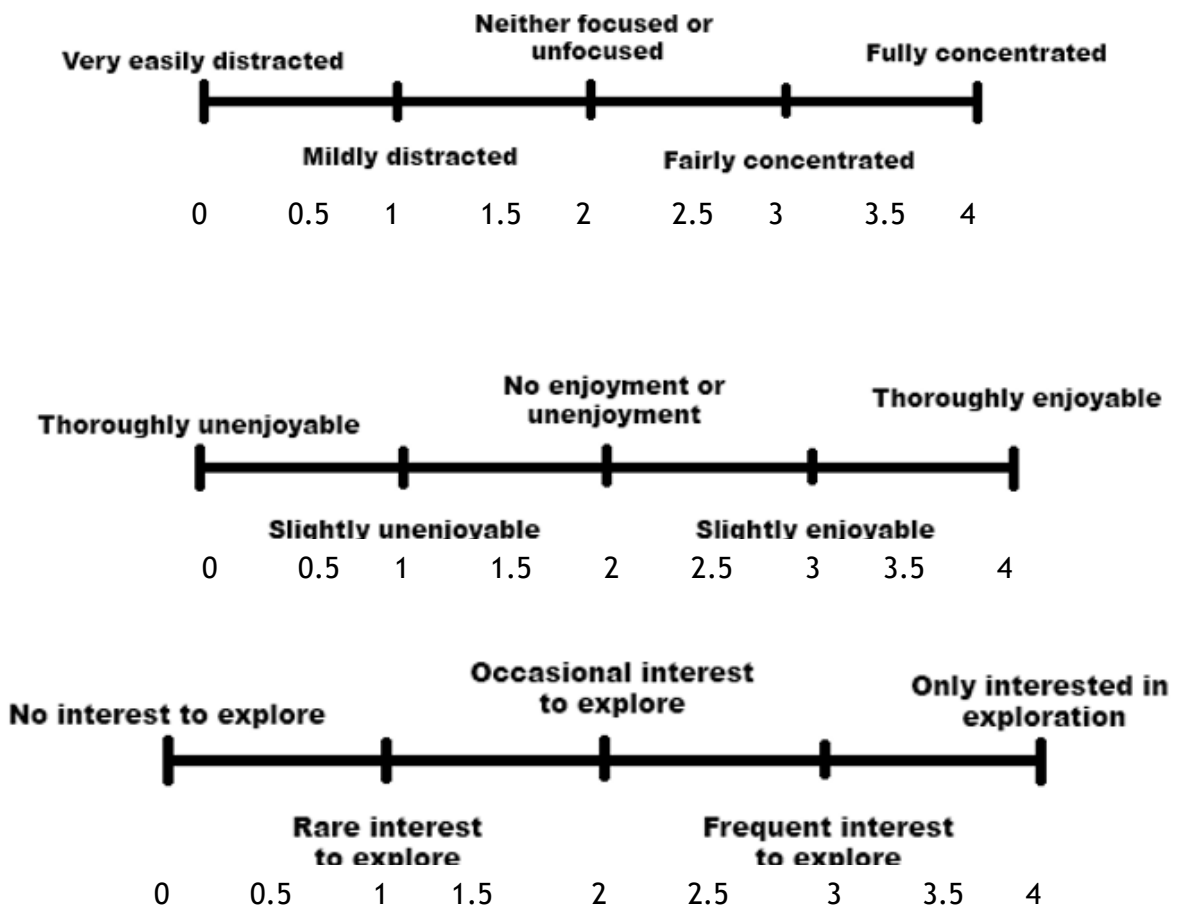 Neither focused or
unfocused
Very easily distracted
Fully concentrated
Mildly distracted
Fairly concentrated
0 0.5 1 1.5 2 2.5 3 3.5 4
No enjoyment or
unenjoyment
Thoroughly enjoyable
Thoroughly unenjoyable
Slightly unenjoyable
Slightly enjoyable
0 0.5 1 1.5 2 2.5 3 3.5 4
Occasional interest
to explore
Only interested in
exploration
No interest to explore
Rare interest
to explore
Frequent interest
to explore
0 0.5 1 1.5 2 2.5 3 3.5 4